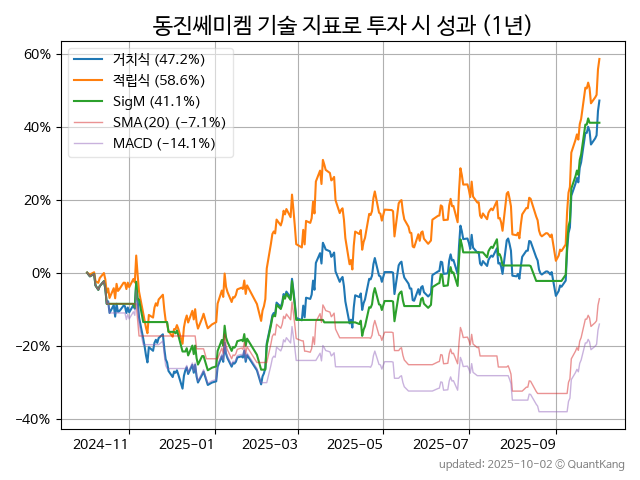 동진쎄미켐 기술 지표로 투자 시 성과 (1년)
60%
40%
20%
0%
−20%
−40%
거치식 (47.2%)
적립식 (58.6%)
SigM (41.1%)
SMA(20) (−7.1%)
MACD (−14.1%)
2024-11
2025-01
2025-03
2025-05
2025-07
2025-09
updated: 2025-10-02 © QuantKang